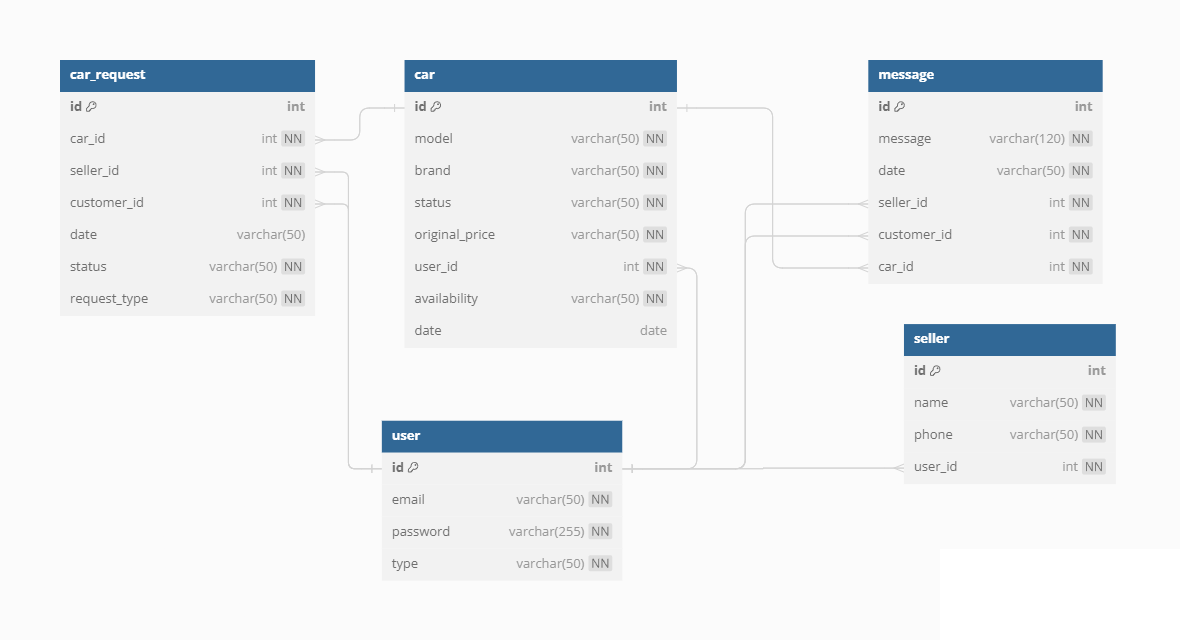 car_request
id int
car_id int NN
seller_id int NN
customer_id int NN
date varchar(50)
status varchar(50) NN
request_type varchar(50) NN
car
id int
model varchar(50) NN
brand varchar(50) NN
status varchar(50) NN
original_price varchar(50) NN
user_id int NN
availability varchar(50) NN
date date
message
id int
message varchar(120) NN
date varchar(50) NN
seller_id int NN
customer_id int NN
car_id int NN
seller
id int
name varchar(50) NN
phone varchar(50) NN
user_id int NN
user
id int
email varchar(50) NN
password varchar(255) NN
type varchar(50) NN